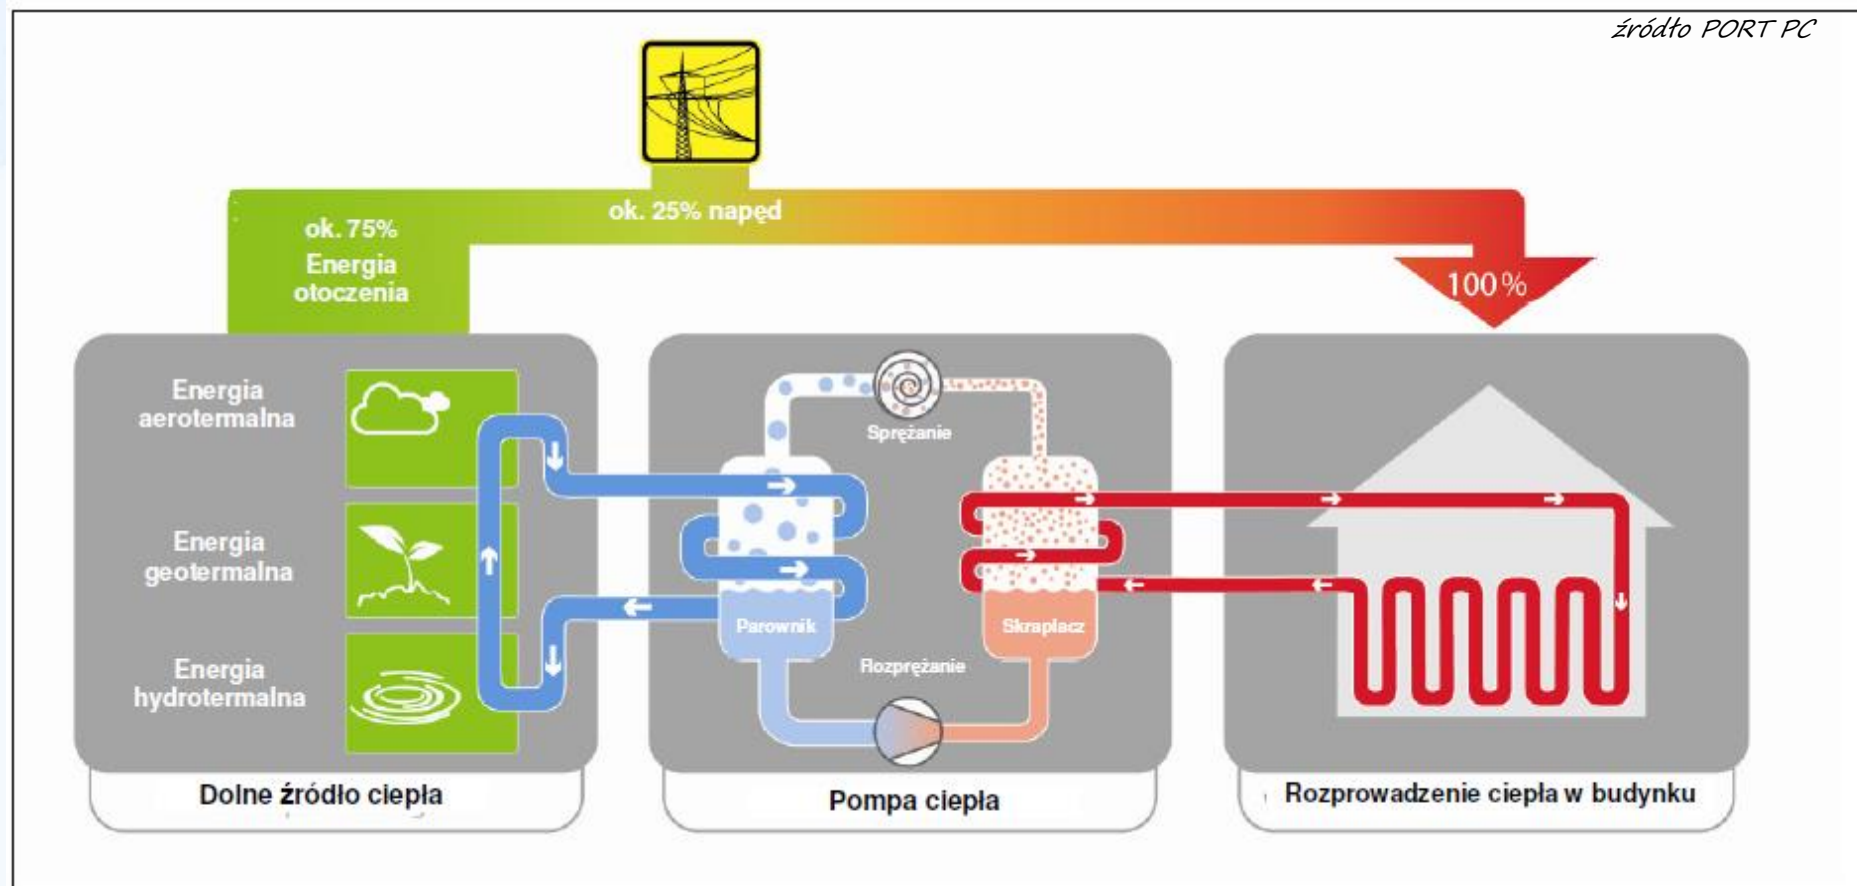 źródło PORT PC
ok. 25% napęd
ok. 75%
Energia
otoczenia
100%
Energia
aerotermalna
Energia
geotermalna
Energia
hydrotermalna
Sprężanie
Parownik
Skraplacz
Rozprężanie
Dolne źródło ciepła
Pompa ciepła
Rozprowadzenie ciepła w budynku